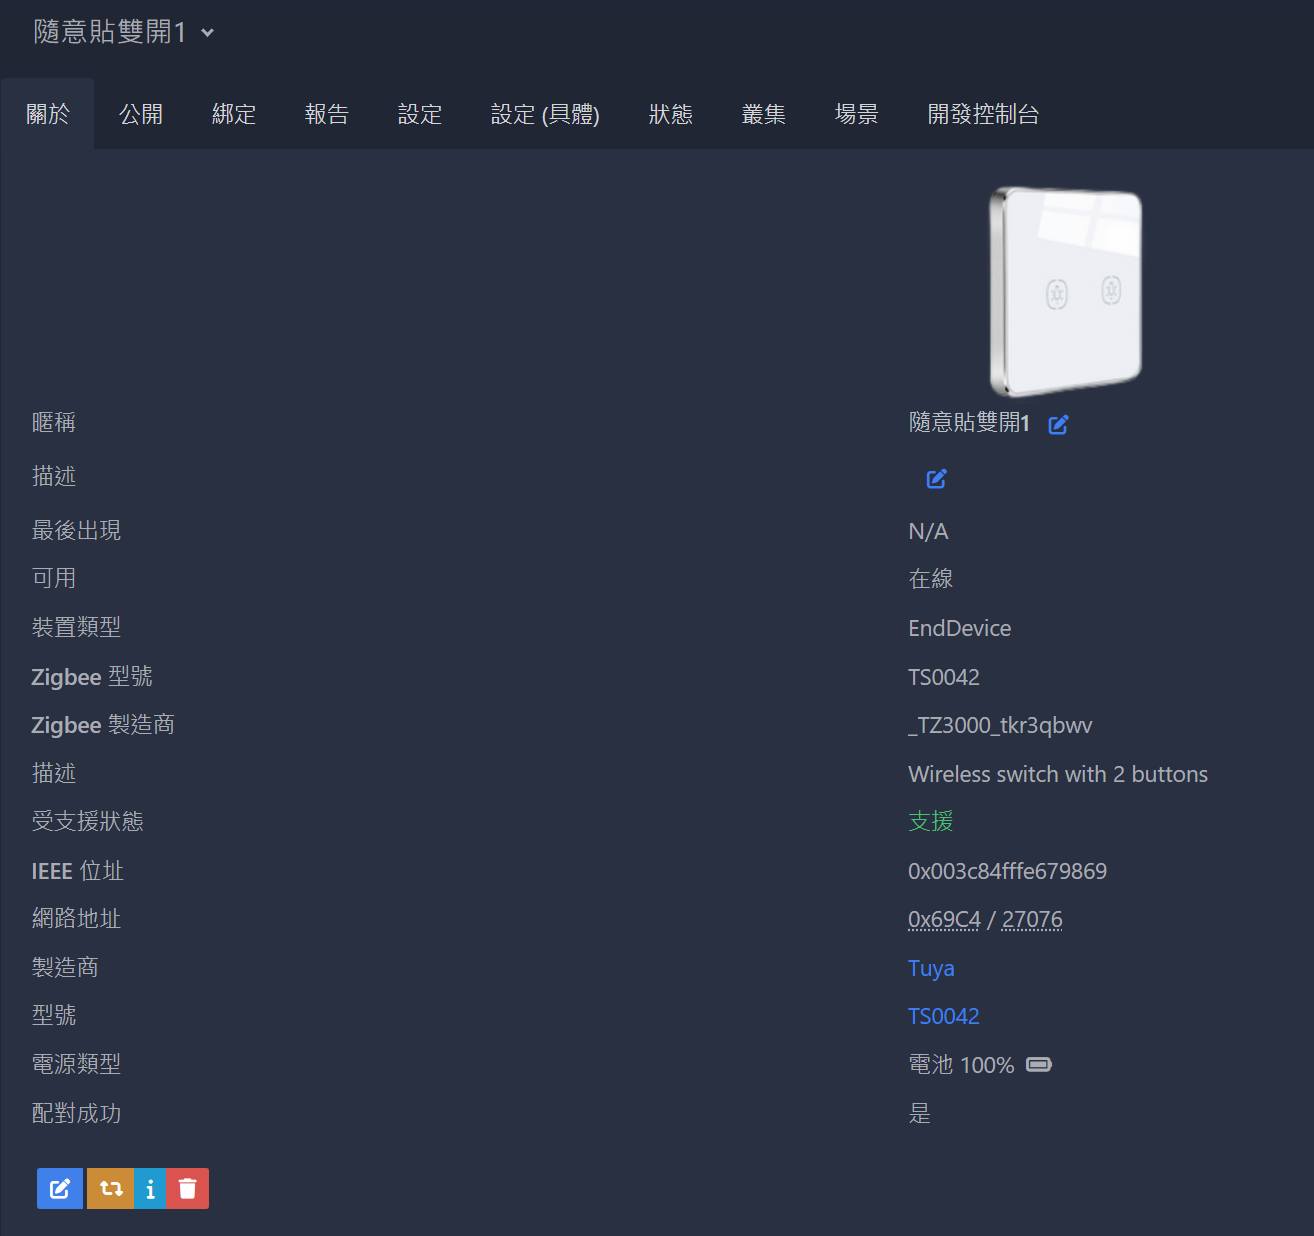 隨意貼雙開1
關於 公開 綁定 報告 設定 設定 (具體) 狀態 叢集 場景 開發控制台
暱稱 隨意貼雙開1
描述
最後出現 N/A
可用 在線
裝置類型 EndDevice
Zigbee 型號 TS0042
Zigbee 製造商 _TZ3000_tkr3qbwv
描述 Wireless switch with 2 buttons
受支援狀態 支援
IEEE 位址 0x003c84fffe679869
網路地址 0x69C4 / 27076
製造商 Tuya
型號 TS0042
電源類型 電池 100%
配對成功 是